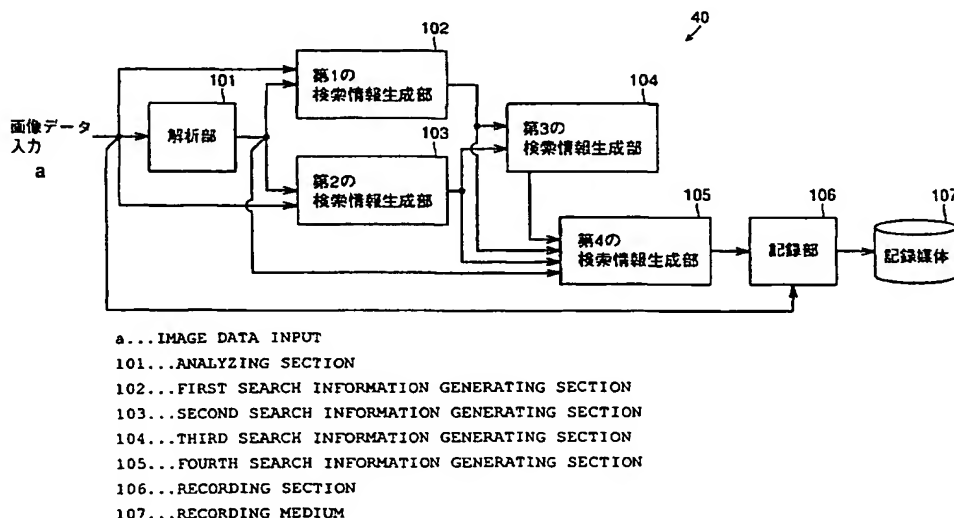 40
102
第1の
検索情報生成部
101
104
画像データ
入力
a
解析部
第3の
検索情報生成部
103
第2の
検索情報生成部
105
106
107
第4の
検索情報生成部
記録部
記録媒体
a...IMAGE DATA INPUT
101...ANALYZING SECTION
102...FIRST SEARCH INFORMATION GENERATING SECTION
103...SECOND SEARCH INFORMATION GENERATING SECTION
104...THIRD SEARCH INFORMATION GENERATING SECTION
105...FOURTH SEARCH INFORMATION GENERATING SECTION
106...RECORDING SECTION
107...RECORDING MEDIUM